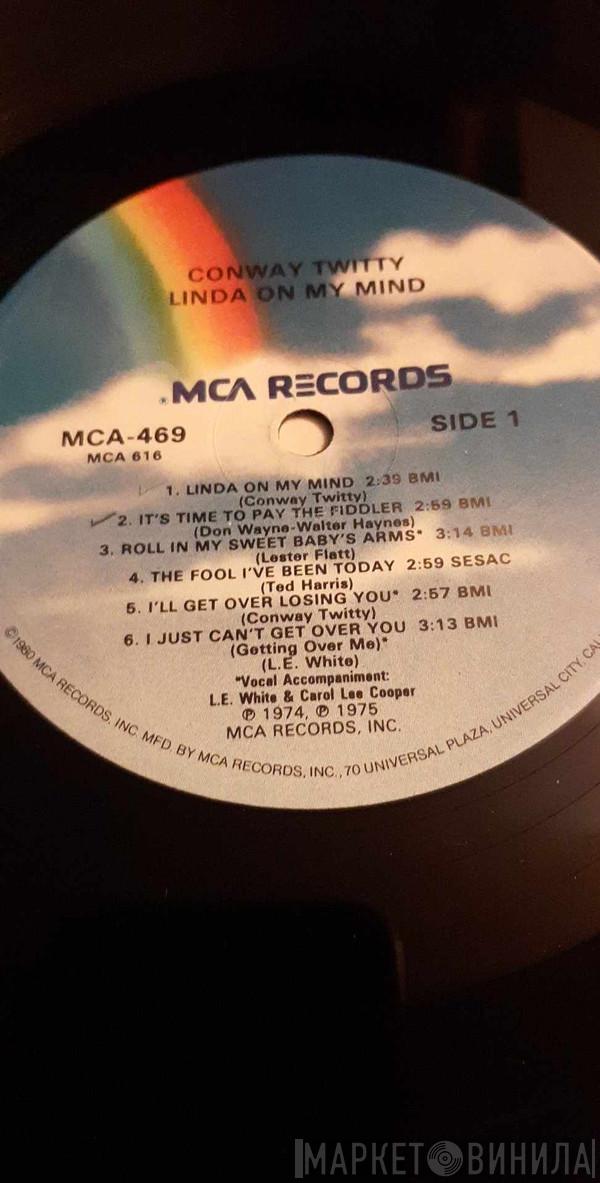 CONWAY TWITTY
LINDA ON MY MIND
®MCA RECORDS
MCA-469
MCA 616
SIDE 1
1. LINDA ON MY MIND 2:39 BMI
(Conway Twitty)
2. IT'S TIME TO PAY THE FIDDLER 2:59 BMI
(Don Wayne-Walter Haynes)
3. ROLL IN MY SWEET BABY'S ARMS* 3:14 BMI
(Lester Flatt)
4. THE FOOL I'VE BEEN TODAY 2:59 SESAC
(Ted Harris)
5. I'LL GET OVER LOSING YOU* 2:57 BMI
(Conway Twitty)
6. I JUST CAN'T GET OVER YOU 3:13 BMI
(Getting Over Me)*
(L.E. White)
*Vocal Accompaniment:
L.E. White & Carol Lee Cooper
℗ 1974, ℗ 1975
MCA RECORDS, INC.
©1980 MCA RECORDS, INC. MFD. BY MCA RECORDS, INC., 70 UNIVERSAL PLAZA, UNIVERSAL CITY, CAL
МАРКЕТ ВИНИЛА